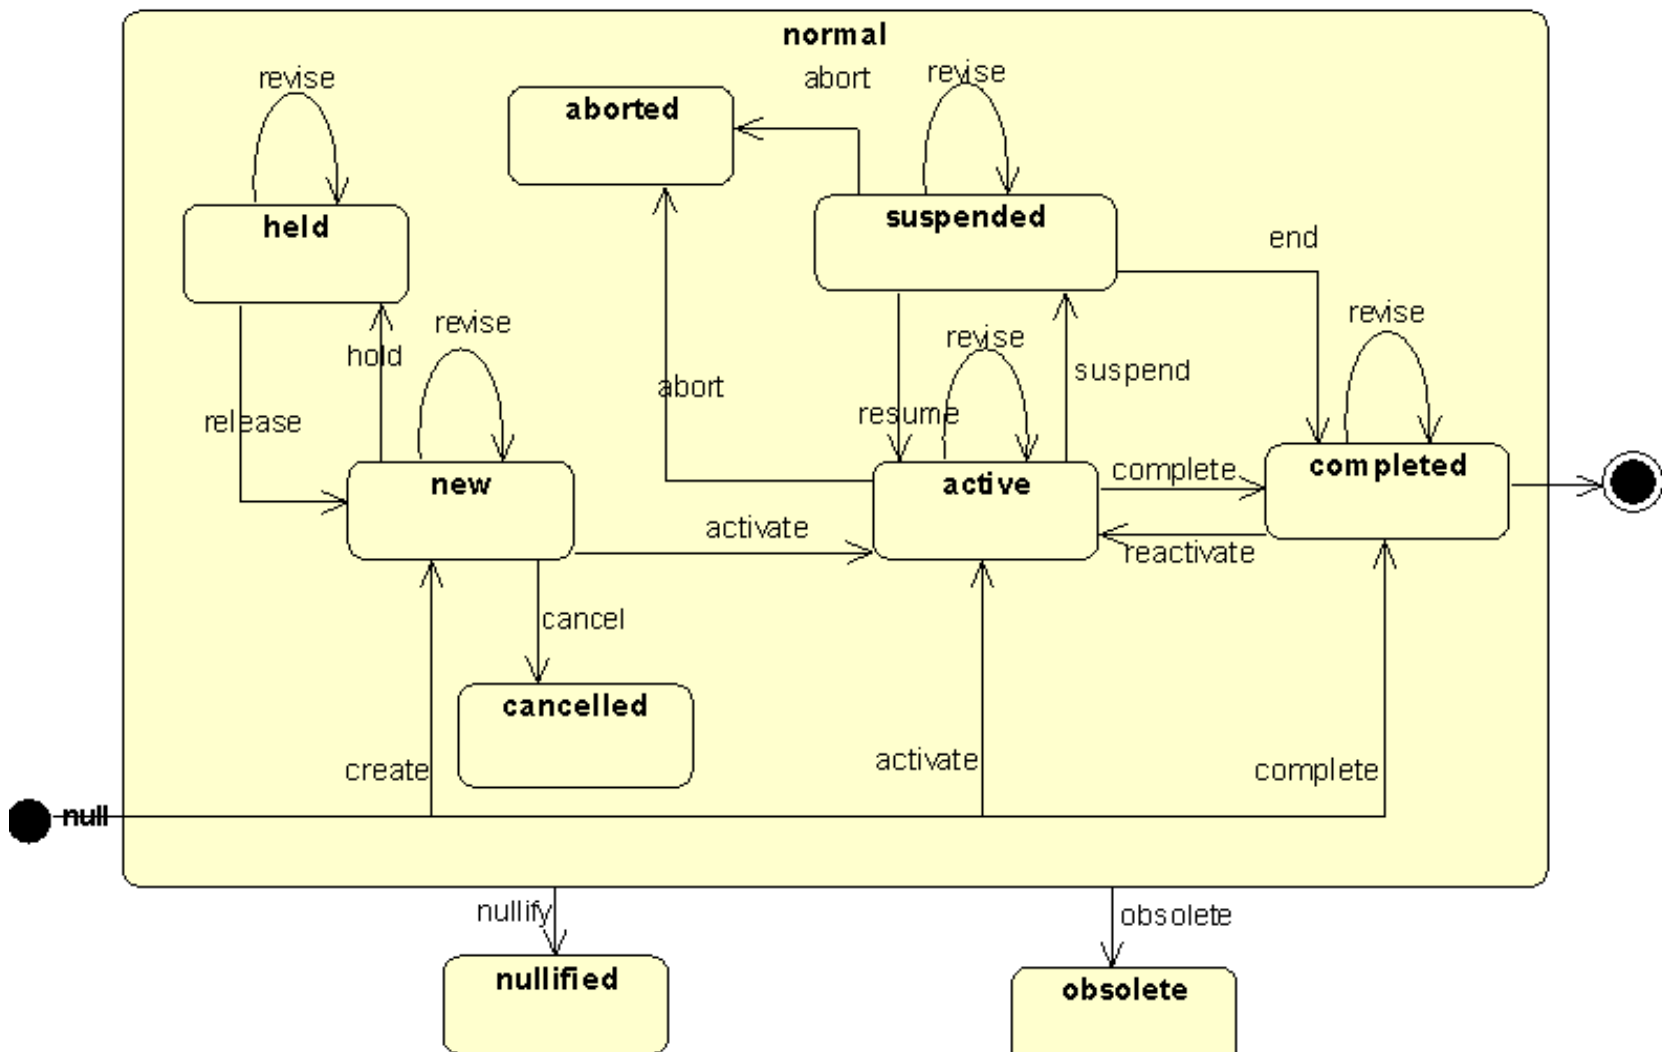 normal
revise
abort
revise
aborted
held
suspended
end
revise
revise
revise
hold
suspend
abort
release
resume
new
active
complete
completed
activate
reactivate
cancel
cancelled
create
activate
complete
null
nullify
obsolete
nullified
obsolete